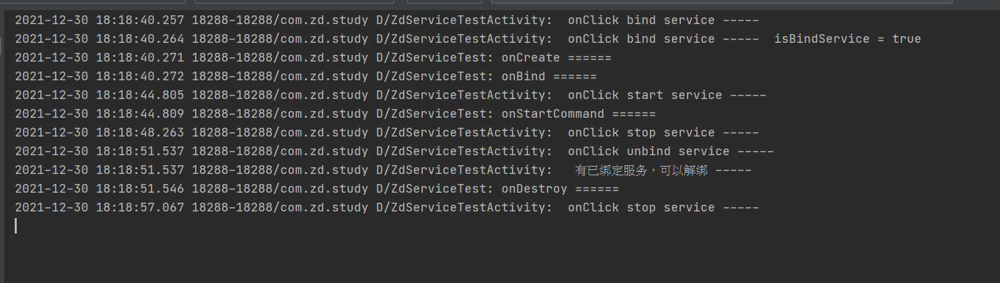 2021-12-30 18:18:40.257 18288-18288/com.zd.study D/ZdServiceTestActivity:  onClick bind service -----
2021-12-30 18:18:40.264 18288-18288/com.zd.study D/ZdServiceTestActivity:  onClick bind service -----  isBindService = true
2021-12-30 18:18:40.271 18288-18288/com.zd.study D/ZdServiceTest: onCreate ======
2021-12-30 18:18:40.272 18288-18288/com.zd.study D/ZdServiceTest: onBind ======
2021-12-30 18:18:44.805 18288-18288/com.zd.study D/ZdServiceTestActivity:  onClick start service -----
2021-12-30 18:18:44.809 18288-18288/com.zd.study D/ZdServiceTest: onStartCommand ======
2021-12-30 18:18:48.263 18288-18288/com.zd.study D/ZdServiceTestActivity:  onClick stop service -----
2021-12-30 18:18:51.537 18288-18288/com.zd.study D/ZdServiceTestActivity:  onClick unbind service -----
2021-12-30 18:18:51.537 18288-18288/com.zd.study D/ZdServiceTestActivity:   有已绑定服务，可以解绑 -----
2021-12-30 18:18:51.546 18288-18288/com.zd.study D/ZdServiceTest: onDestroy ======
2021-12-30 18:18:57.067 18288-18288/com.zd.study D/ZdServiceTestActivity:  onClick stop service -----